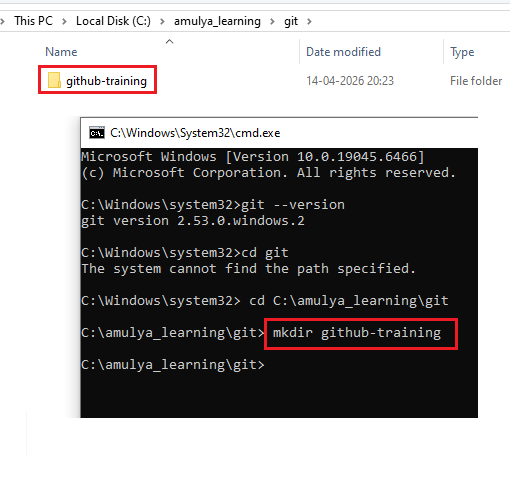 This PC > Local Disk (C:) > amulya_learning > git >
Name Date modified Type
github-training 14-04-2026 20:23 File folder
C:\Windows\System32\cmd.exe
Microsoft Windows [Version 10.0.19045.6466]
(c) Microsoft Corporation. All rights reserved.
C:\Windows\system32>git --version
git version 2.53.0.windows.2
C:\Windows\system32>cd git
The system cannot find the path specified.
C:\Windows\system32> cd C:\amulya_learning\git
C:\amulya_learning\git> mkdir github-training
C:\amulya_learning\git>